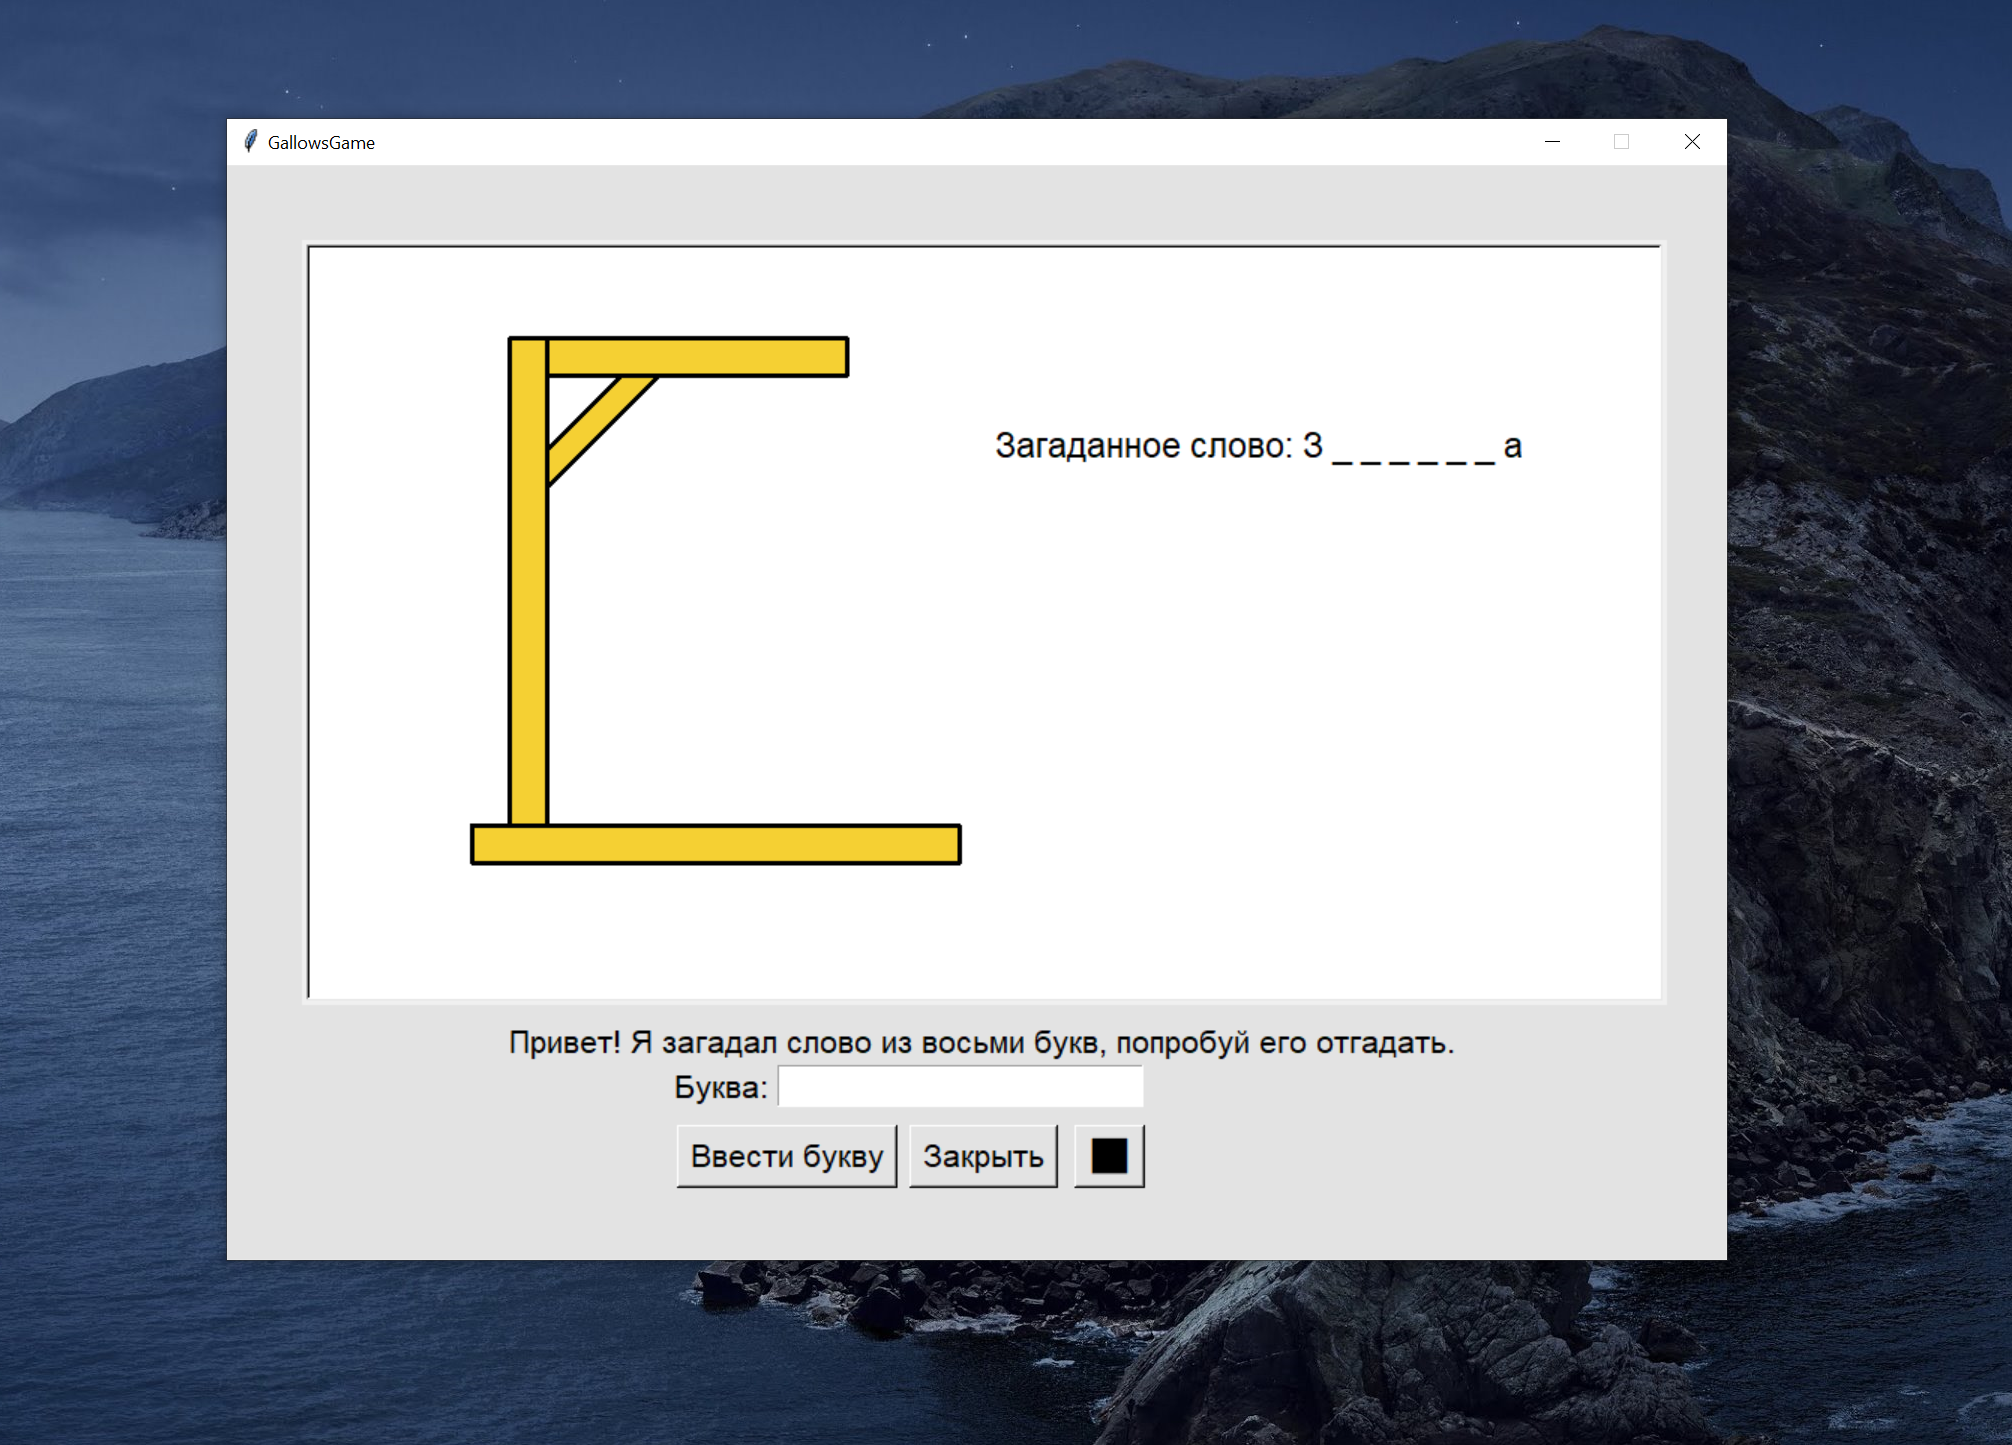 GallowsGame
Загаданное слово: З _ _ _ _ _ _ а
Привет! Я загадал слово из восьми букв, попробуй его отгадать.
Буква:
Ввести букву Закрыть